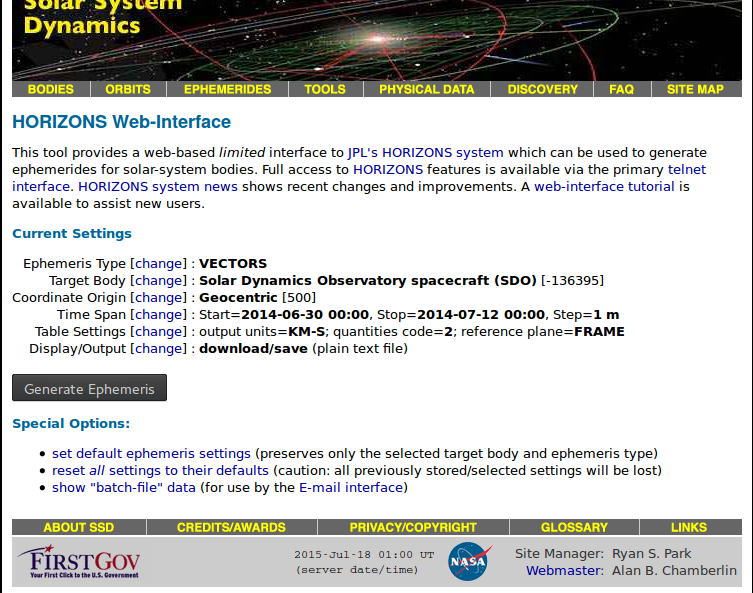 Solar System
Dynamics
BODIES ORBITS EPHEMERIDES TOOLS PHYSICAL DATA DISCOVERY FAQ SITE MAP
HORIZONS Web-Interface
This tool provides a web-based limited interface to JPL's HORIZONS system which can be used to generate
ephemerides for solar-system bodies. Full access to HORIZONS features is available via the primary telnet
interface. HORIZONS system news shows recent changes and improvements. A web-interface tutorial is
available to assist new users.
Current Settings
Ephemeris Type [change] : VECTORS
Target Body [change] : Solar Dynamics Observatory spacecraft (SDO) [-136395]
Coordinate Origin [change] : Geocentric [500]
Time Span [change] : Start=2014-06-30 00:00, Stop=2014-07-12 00:00, Step=1 m
Table Settings [change] : output units=KM-S; quantities code=2; reference plane=FRAME
Display/Output [change] : download/save (plain text file)
Generate Ephemeris
Special Options:
• set default ephemeris settings (preserves only the selected target body and ephemeris type)
• reset all settings to their defaults (caution: all previously stored/selected settings will be lost)
• show "batch-file" data (for use by the E-mail interface)
ABOUT SSD CREDITS/AWARDS PRIVACY/COPYRIGHT GLOSSARY LINKS
FIRSTGOV
Your First Click to the U.S. Government
2015-Jul-18 01:00 UT
(server date/time)
NASA
Site Manager: Ryan S. Park
Webmaster: Alan B. Chamberlin